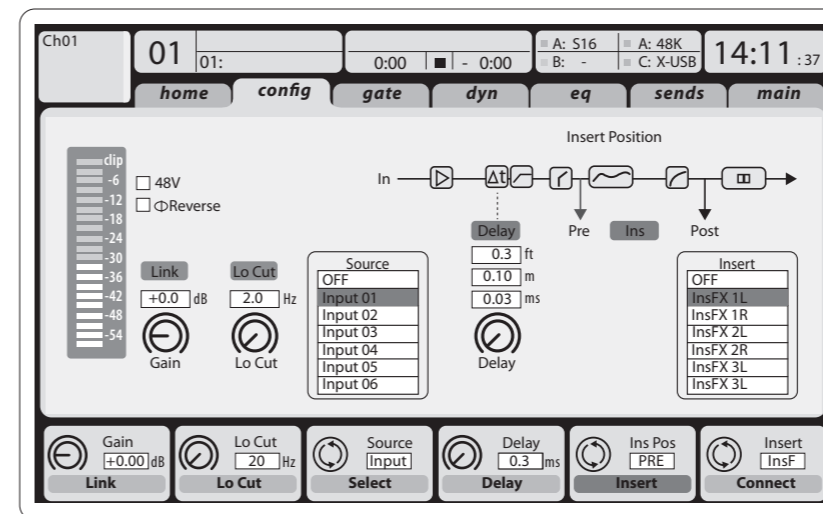 Ch01
01 01:
0:00 - 0:00
A: S16 A: 48K
B: - C: X-USB
14:11 :37
home config gate dyn eq sends main
Insert Position
clip
-6
-12
-18
-24
-30
-36
-42
-48
-54
48V
ΦReverse
In
Δt
Pre Ins Post
Link
+0.0 dB
Gain
Lo Cut
2.0 Hz
Lo Cut
Source
OFF
Input 01
Input 02
Input 03
Input 04
Input 05
Input 06
Delay
0.3 ft
0.10 m
0.03 ms
Delay
Insert
OFF
InsFX 1L
InsFX 1R
InsFX 2L
InsFX 2R
InsFX 3L
InsFX 3L
Gain
+0.00 dB
Link
Lo Cut
20 Hz
Lo Cut
Source
Input
Select
Delay
0.3 ms
Delay
Ins Pos
PRE
Insert
Insert
InsF
Connect